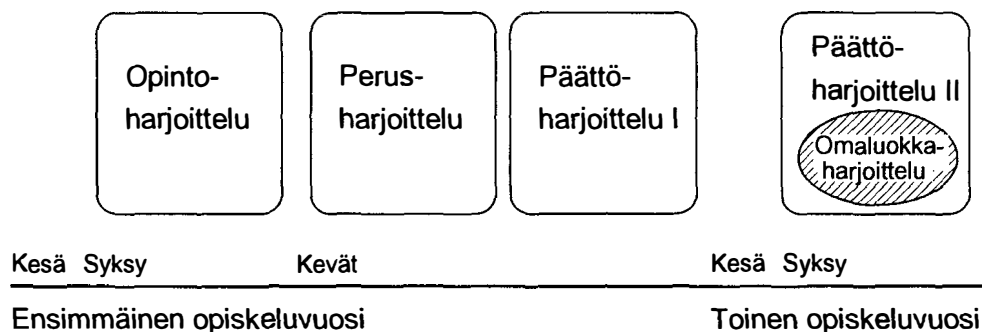 Opinto-
harjoittelu
Perus-
harjoittelu
Päättö-
harjoittelu I
Päättö-
harjoittelu II
Omaluokka-
harjoittelu
Kesä Syksy Kevät Kesä Syksy
Ensimmäinen opiskeluvuosi Toinen opiskeluvuosi